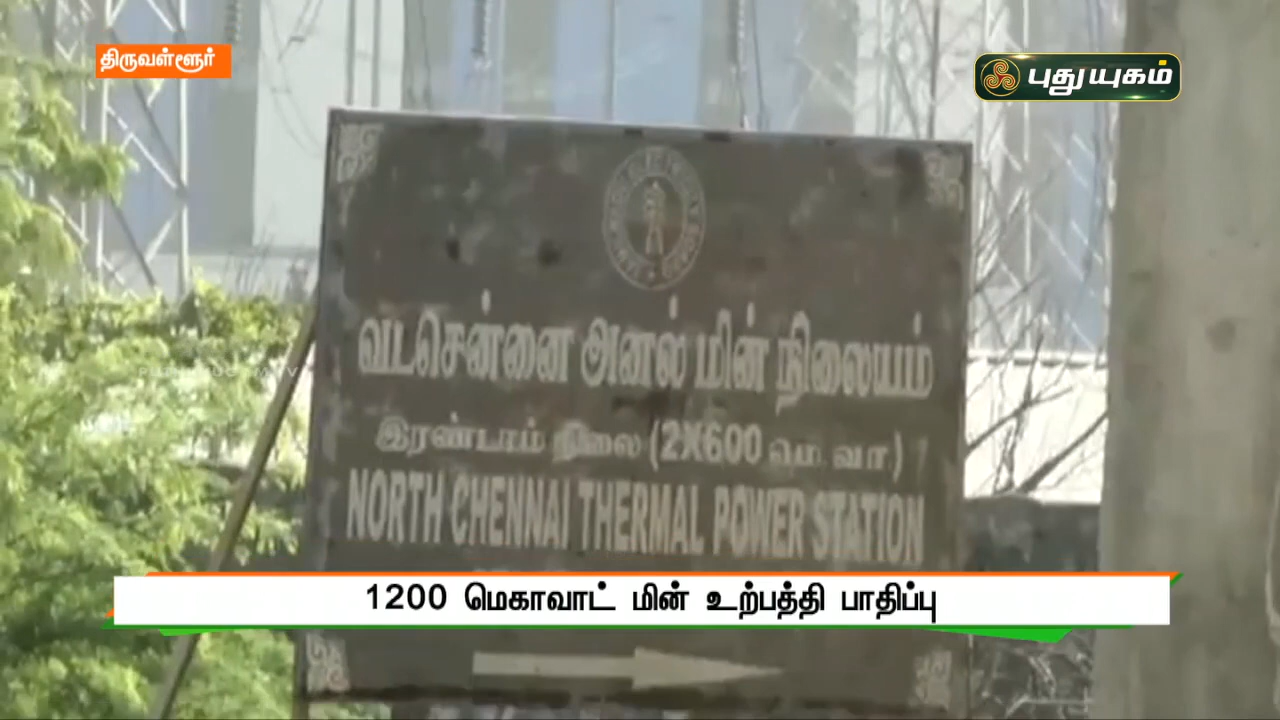 திருவள்ளூர்
புதுயுகம்
வடசென்னை அனல் மின் நிலையம்
இரண்டாம் நிலை (2X600 மெ.வா.)
NORTH CHENNAI THERMAL POWER STATION
1200 மெகாவாட் மின் உற்பத்தி பாதிப்பு